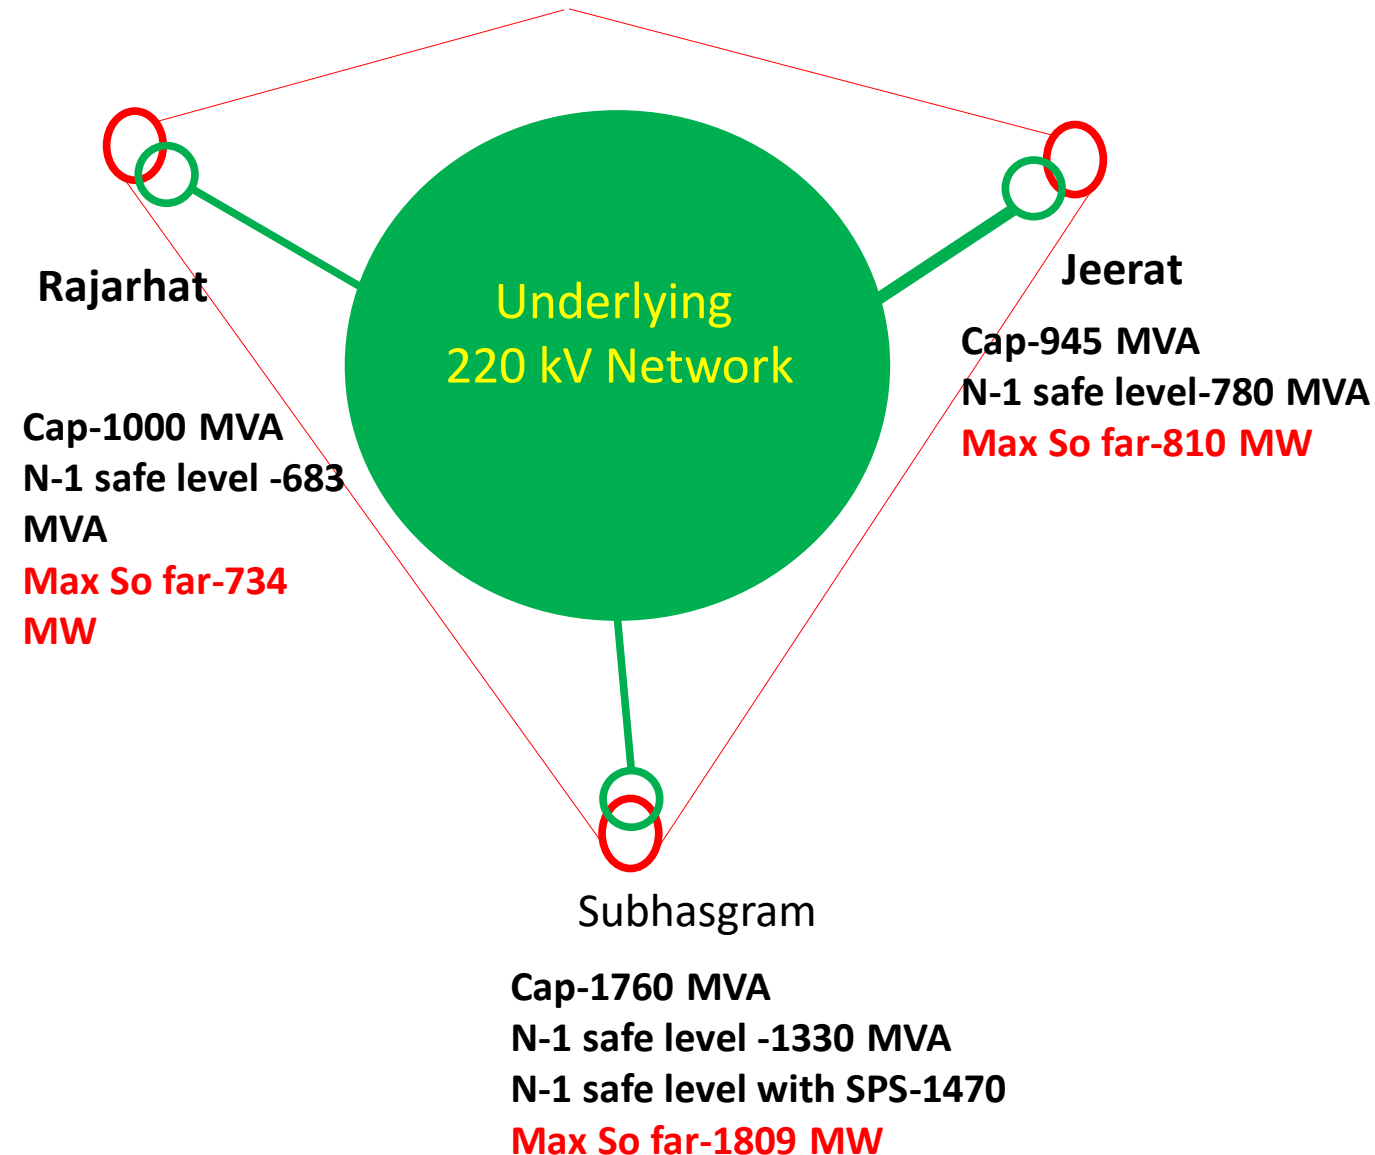 Rajarhat
Cap-1000 MVA
N-1 safe level -683
MVA
Max So far-734
MW
Underlying
220 kV Network
Jeerat
Cap-945 MVA
N-1 safe level-780 MVA
Max So far-810 MW
Subhasgram
Cap-1760 MVA
N-1 safe level -1330 MVA
N-1 safe level with SPS-1470
Max So far-1809 MW